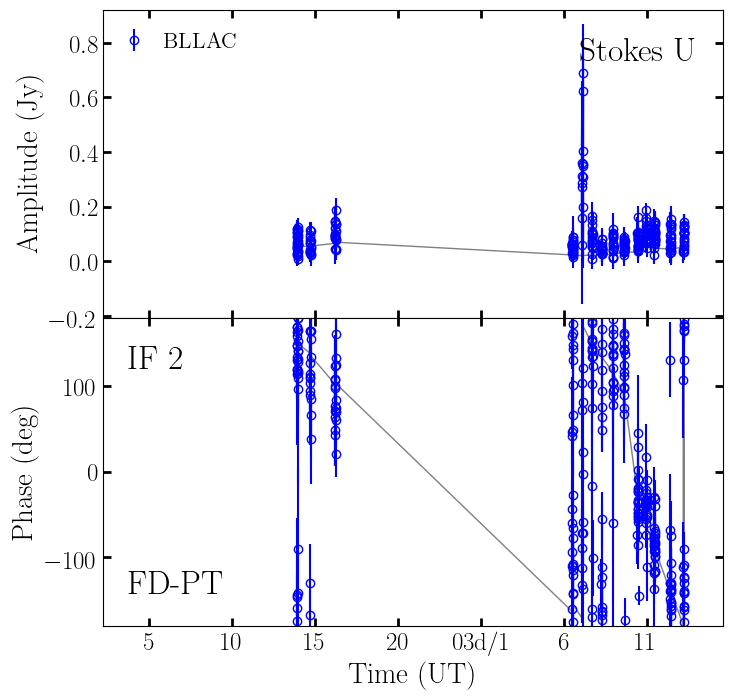 BLLAC
Stokes U
0.8
0.6
0.4
0.2
0.0
−0.2
Amplitude (Jy)
IF 2
100
0
−100
Phase (deg)
FD-PT
5 10 15 20 03d/1 6 11
Time (UT)